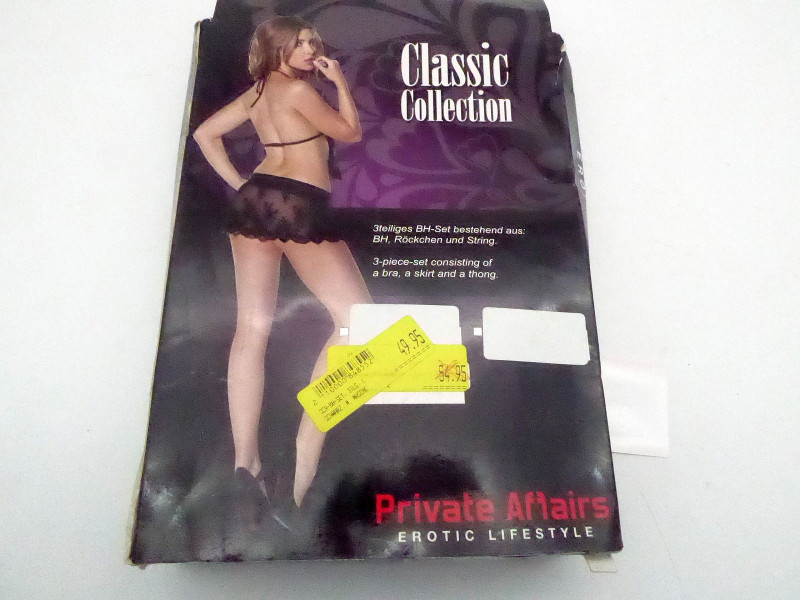 Classic
Collection
3teiliges BH-Set bestehend aus:
BH, Röckchen und String.
3-piece-set consisting of
a bra, a skirt and a thong.
49.95
54.95
Private Affairs
EROTIC LIFESTYLE